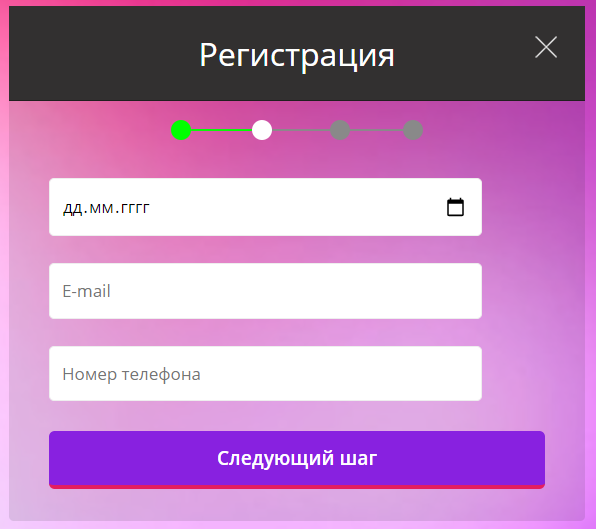 Регистрация
дд.мм.гггг
E-mail
Номер телефона
Следующий шаг